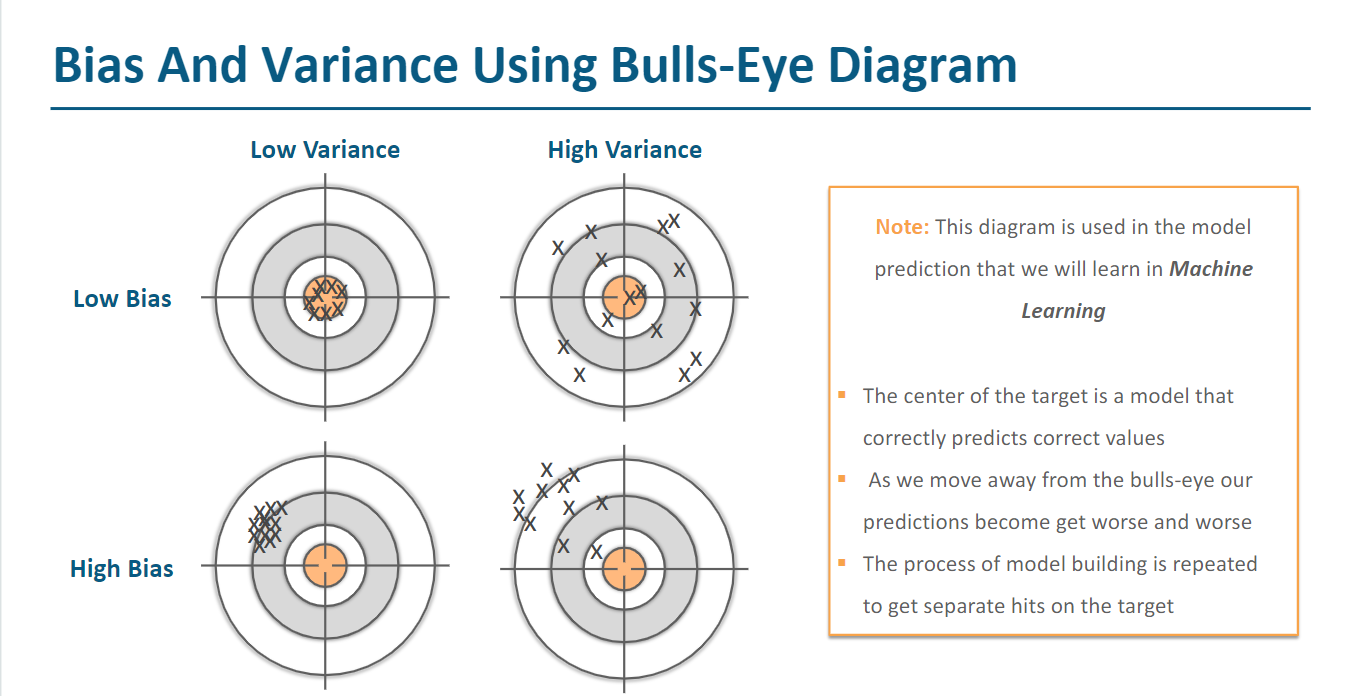 Bias And Variance Using Bulls-Eye Diagram
Low Variance
High Variance
Low Bias
High Bias
Note: This diagram is used in the model
prediction that we will learn in Machine
Learning
The center of the target is a model that
correctly predicts correct values
As we move away from the bulls-eye our
predictions become get worse and worse
The process of model building is repeated
to get separate hits on the target